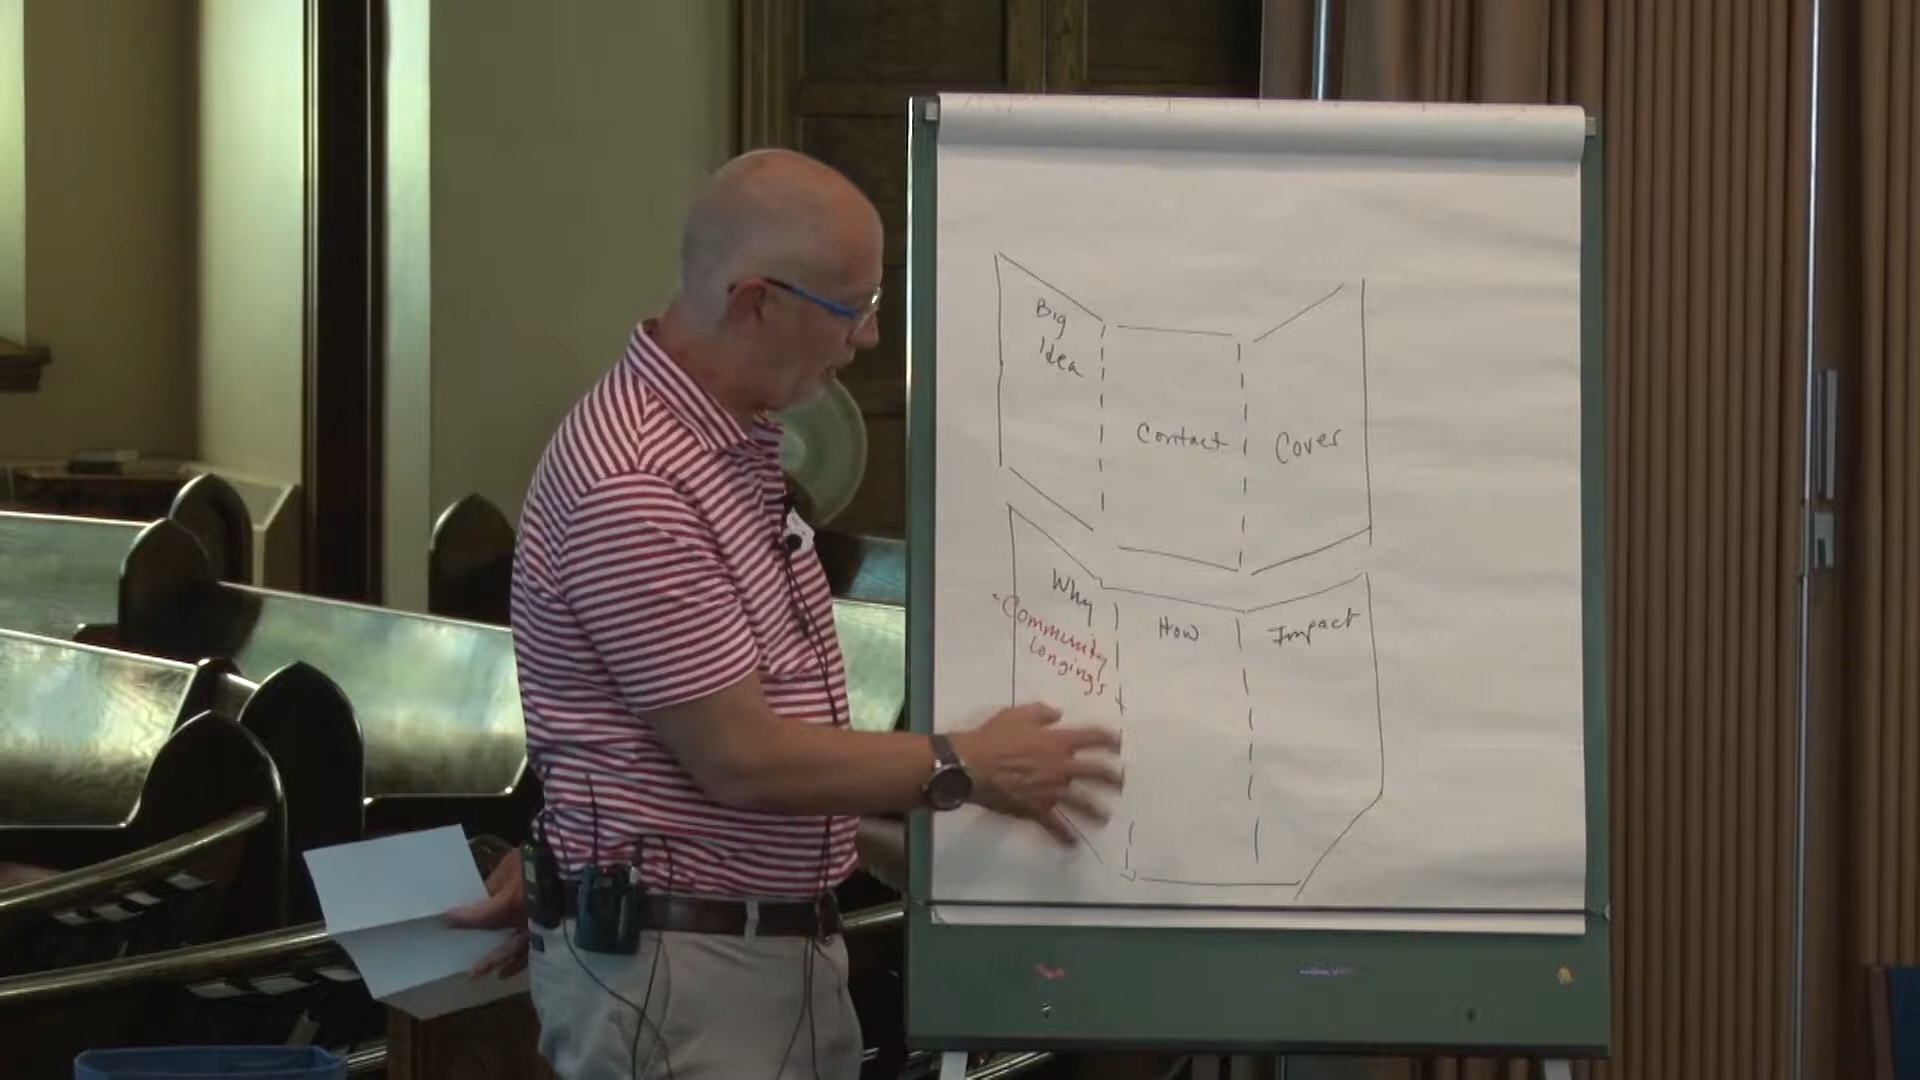 Big
Idea
Contact
Cover
Why
How
Impact
"Community
longings